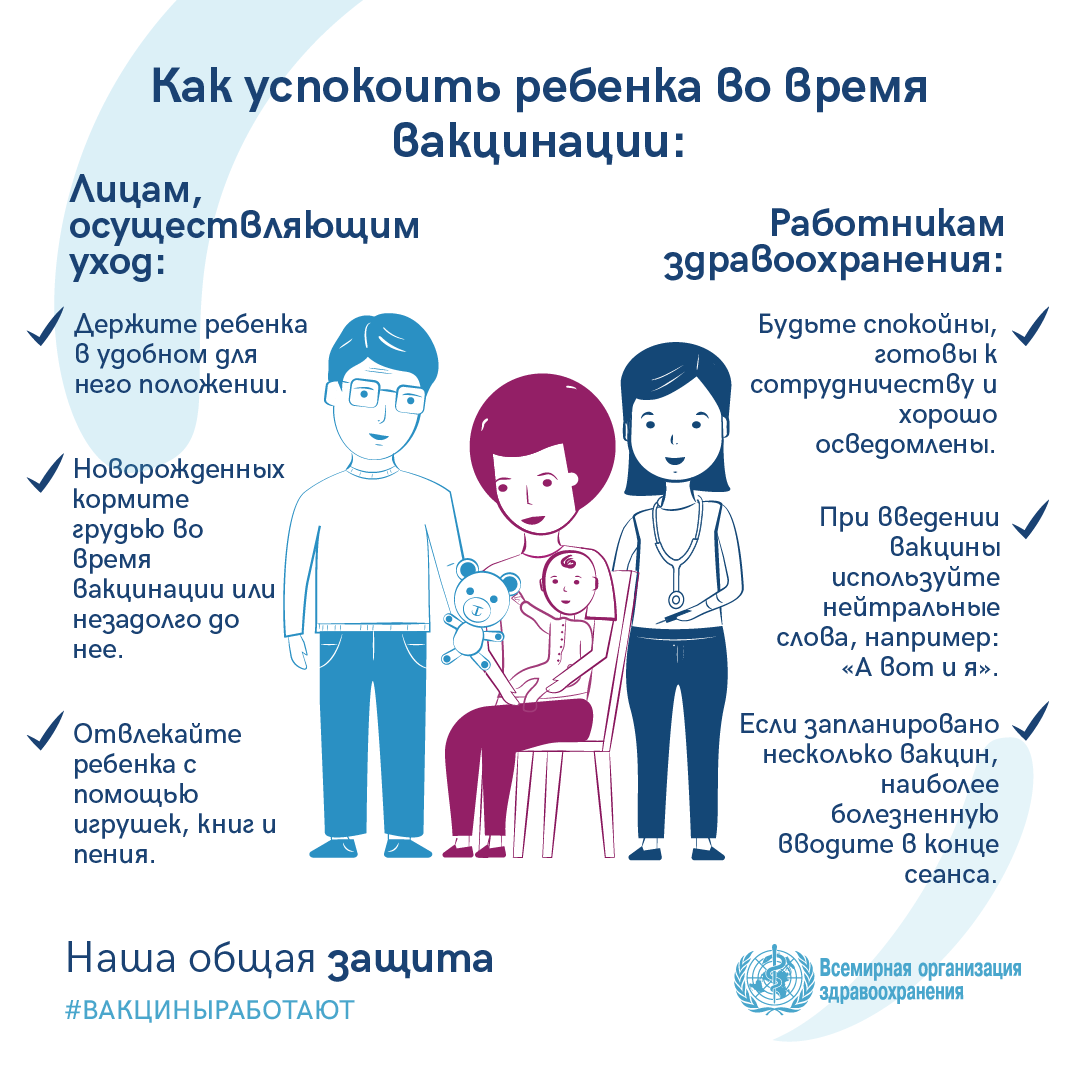 Как успокоить ребенка во время
вакцинации:
Лицам,
осуществляющим
уход:
Держите ребенка
в удобном для
него положении.
Новорожденных
кормите
грудью во
время
вакцинации или
незадолго до
нее.
Отвлекайте
ребенка с
помощью
игрушек, книг и
пения.
Работникам
здравоохранения:
Будьте спокойны,
готовы к
сотрудничеству и
хорошо
осведомлены.
При введении
вакцины
используйте
нейтральные
слова, например:
«А вот и я».
Если запланировано
несколько вакцин,
наиболее
болезненную
вводите в конце
сеанса.
Наша общая защита
#ВАКЦИНЫРАБОТАЮТ
Всемирная организация
здравоохранения